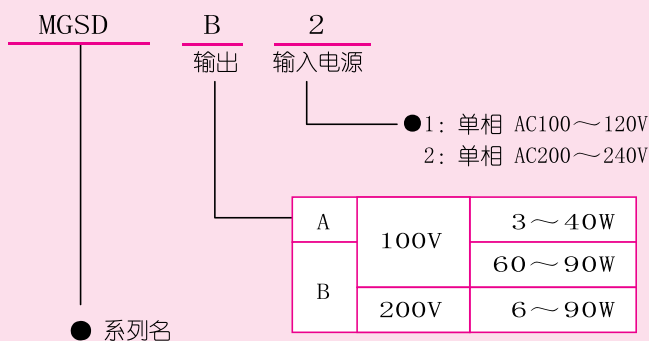 MGSD B 2
输出 输入电源
●1: 单相 AC100～120V
2: 单相 AC200～240V
A 100V 3～40W
60～90W
B 200V 6～90W
● 系列名